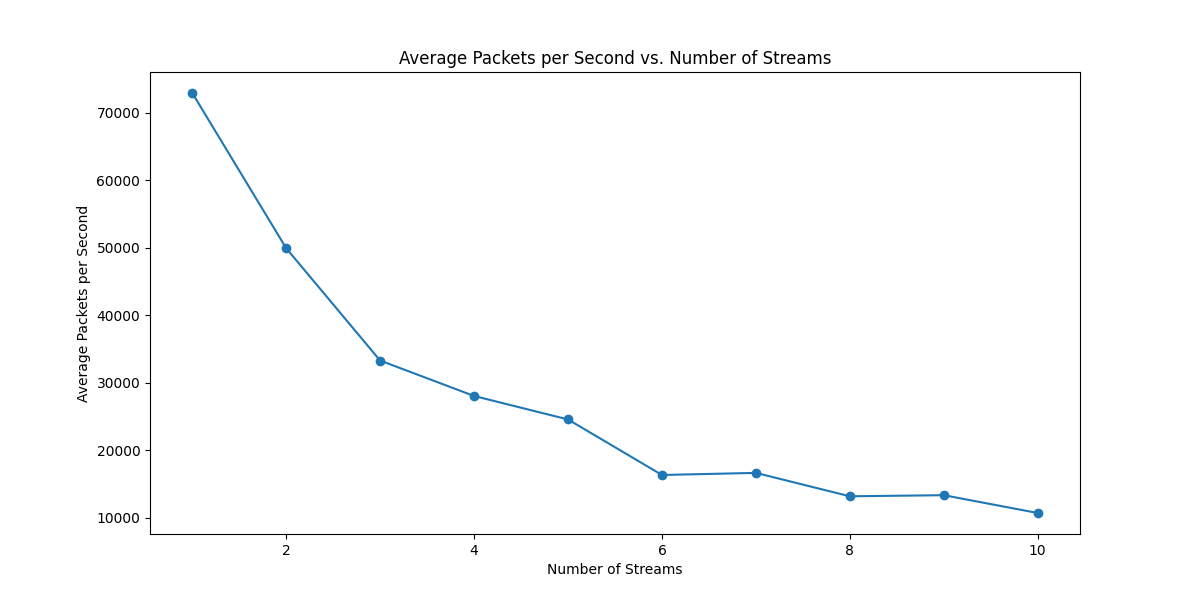 Average Packets per Second vs. Number of Streams
Average Packets per Second
70000
60000
50000
40000
30000
20000
10000
2 4 6 8 10
Number of Streams